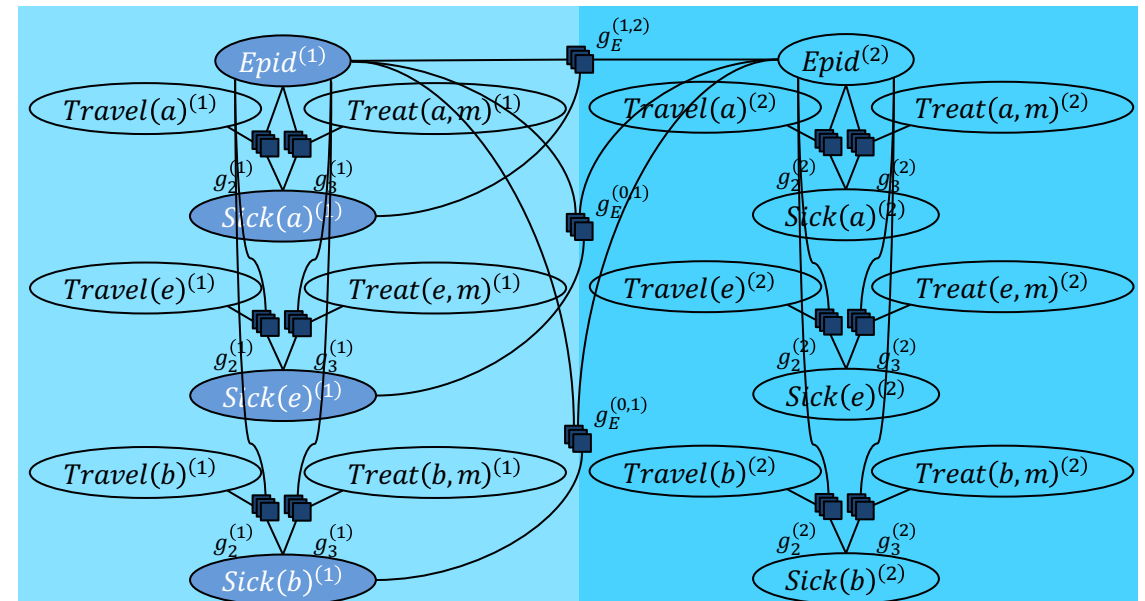 g_E^(1,2)
Epid^(1) Epid^(2)
Travel(a)^(1) Treat(a,m)^(1) Travel(a)^(2) Treat(a,m)^(2)
g_2^(1) g_3^(1) g_2^(2) g_3^(2)
Sick(a)^(1) g_E^(0,1) Sick(a)^(2)
Travel(e)^(1) Treat(e,m)^(1) Travel(e)^(2) Treat(e,m)^(2)
g_2^(1) g_3^(1) g_2^(2) g_3^(2)
Sick(e)^(1) g_E^(0,1) Sick(e)^(2)
Travel(b)^(1) Treat(b,m)^(1) Travel(b)^(2) Treat(b,m)^(2)
g_2^(1) g_3^(1) g_2^(2) g_3^(2)
Sick(b)^(1) Sick(b)^(2)